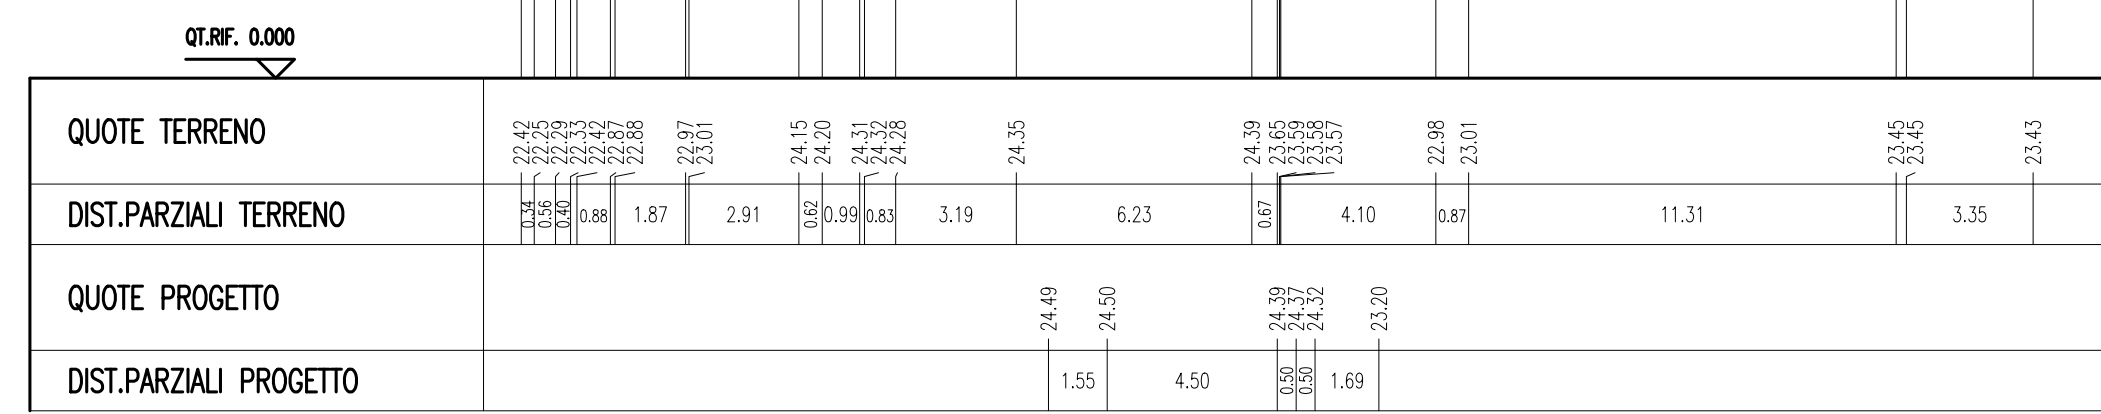 QT.RIF. 0.000
QUOTE TERRENO 22.42 22.25 22.29 22.33 22.42 22.87 22.88 22.97 23.01 24.15 24.20 24.31 24.32 24.28 24.35 24.39 23.65 23.59 23.58 23.57 22.98 23.01 23.45 23.45 23.43
DIST.PARZIALI TERRENO 0.34 0.56 0.40 0.88 1.87 2.91 0.62 0.99 0.83 3.19 6.23 0.67 4.10 0.87 11.31 3.35
QUOTE PROGETTO 24.49 24.50 24.39 24.37 24.32 23.20
DIST.PARZIALI PROGETTO 1.55 4.50 0.50 0.50 1.69